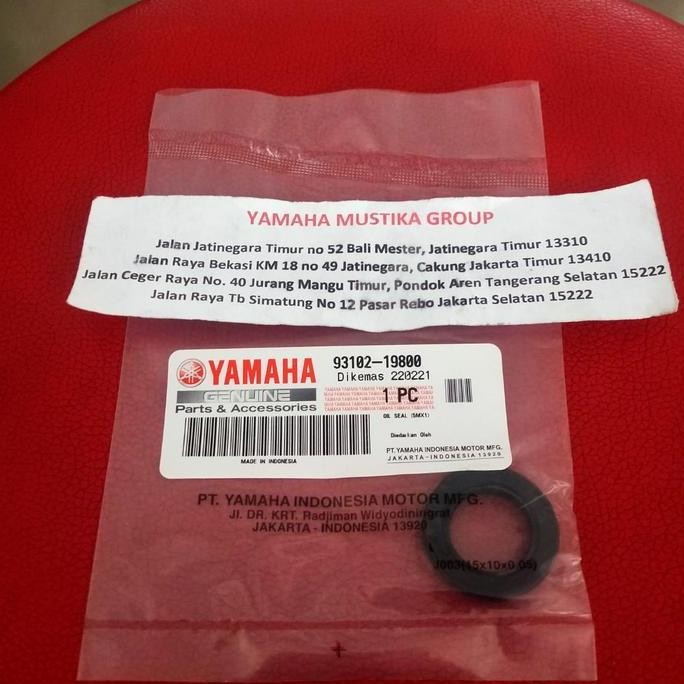 YAMAHA MUSTIKA GROUP
Jalan Jatinegara Timur no 52 Bali Mester, Jatinegara Timur 13310
Jalan Raya Bekasi KM 18 no 49 Jatinegara, Cakung Jakarta Timur 13410
Jalan Ceger Raya No. 40 Jurang Mangu Timur, Pondok Aren Tangerang Selatan 15222
Jalan Raya Tb Simatung No 12 Pasar Rebo Jakarta Selatan 15222
YAMAHA
GENUINE
Parts & Accessories
93102-19800
Dikemas 220221
1 PC
OIL SEAL (5MX1)
Diedarkan Oleh
PT. YAMAHA INDONESIA MOTOR MFG.
JAKARTA-INDONESIA 13920
MADE IN INDONESIA
PT. YAMAHA INDONESIA MOTOR MFG.
Jl. DR. KRT. Radjiman Widyodiningrat
JAKARTA - INDONESIA 13920
J003(15x10x0.05)